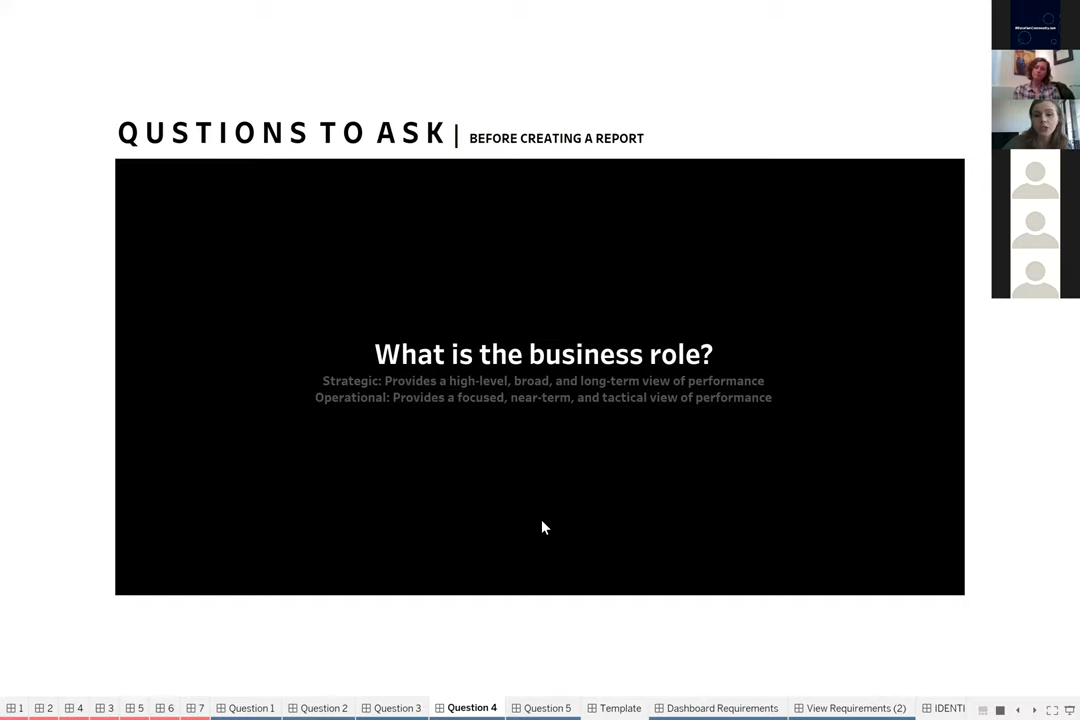 QUSTIONS TO ASK | BEFORE CREATING A REPORT
What is the business role?
Strategic: Provides a high-level, broad, and long-term view of performance
Operational: Provides a focused, near-term, and tactical view of performance
1 2 4 3 5 6 7 Question 1 Question 2 Question 3 Question 4 Question 5 Template Dashboard Requirements View Requirements (2) IDENTI